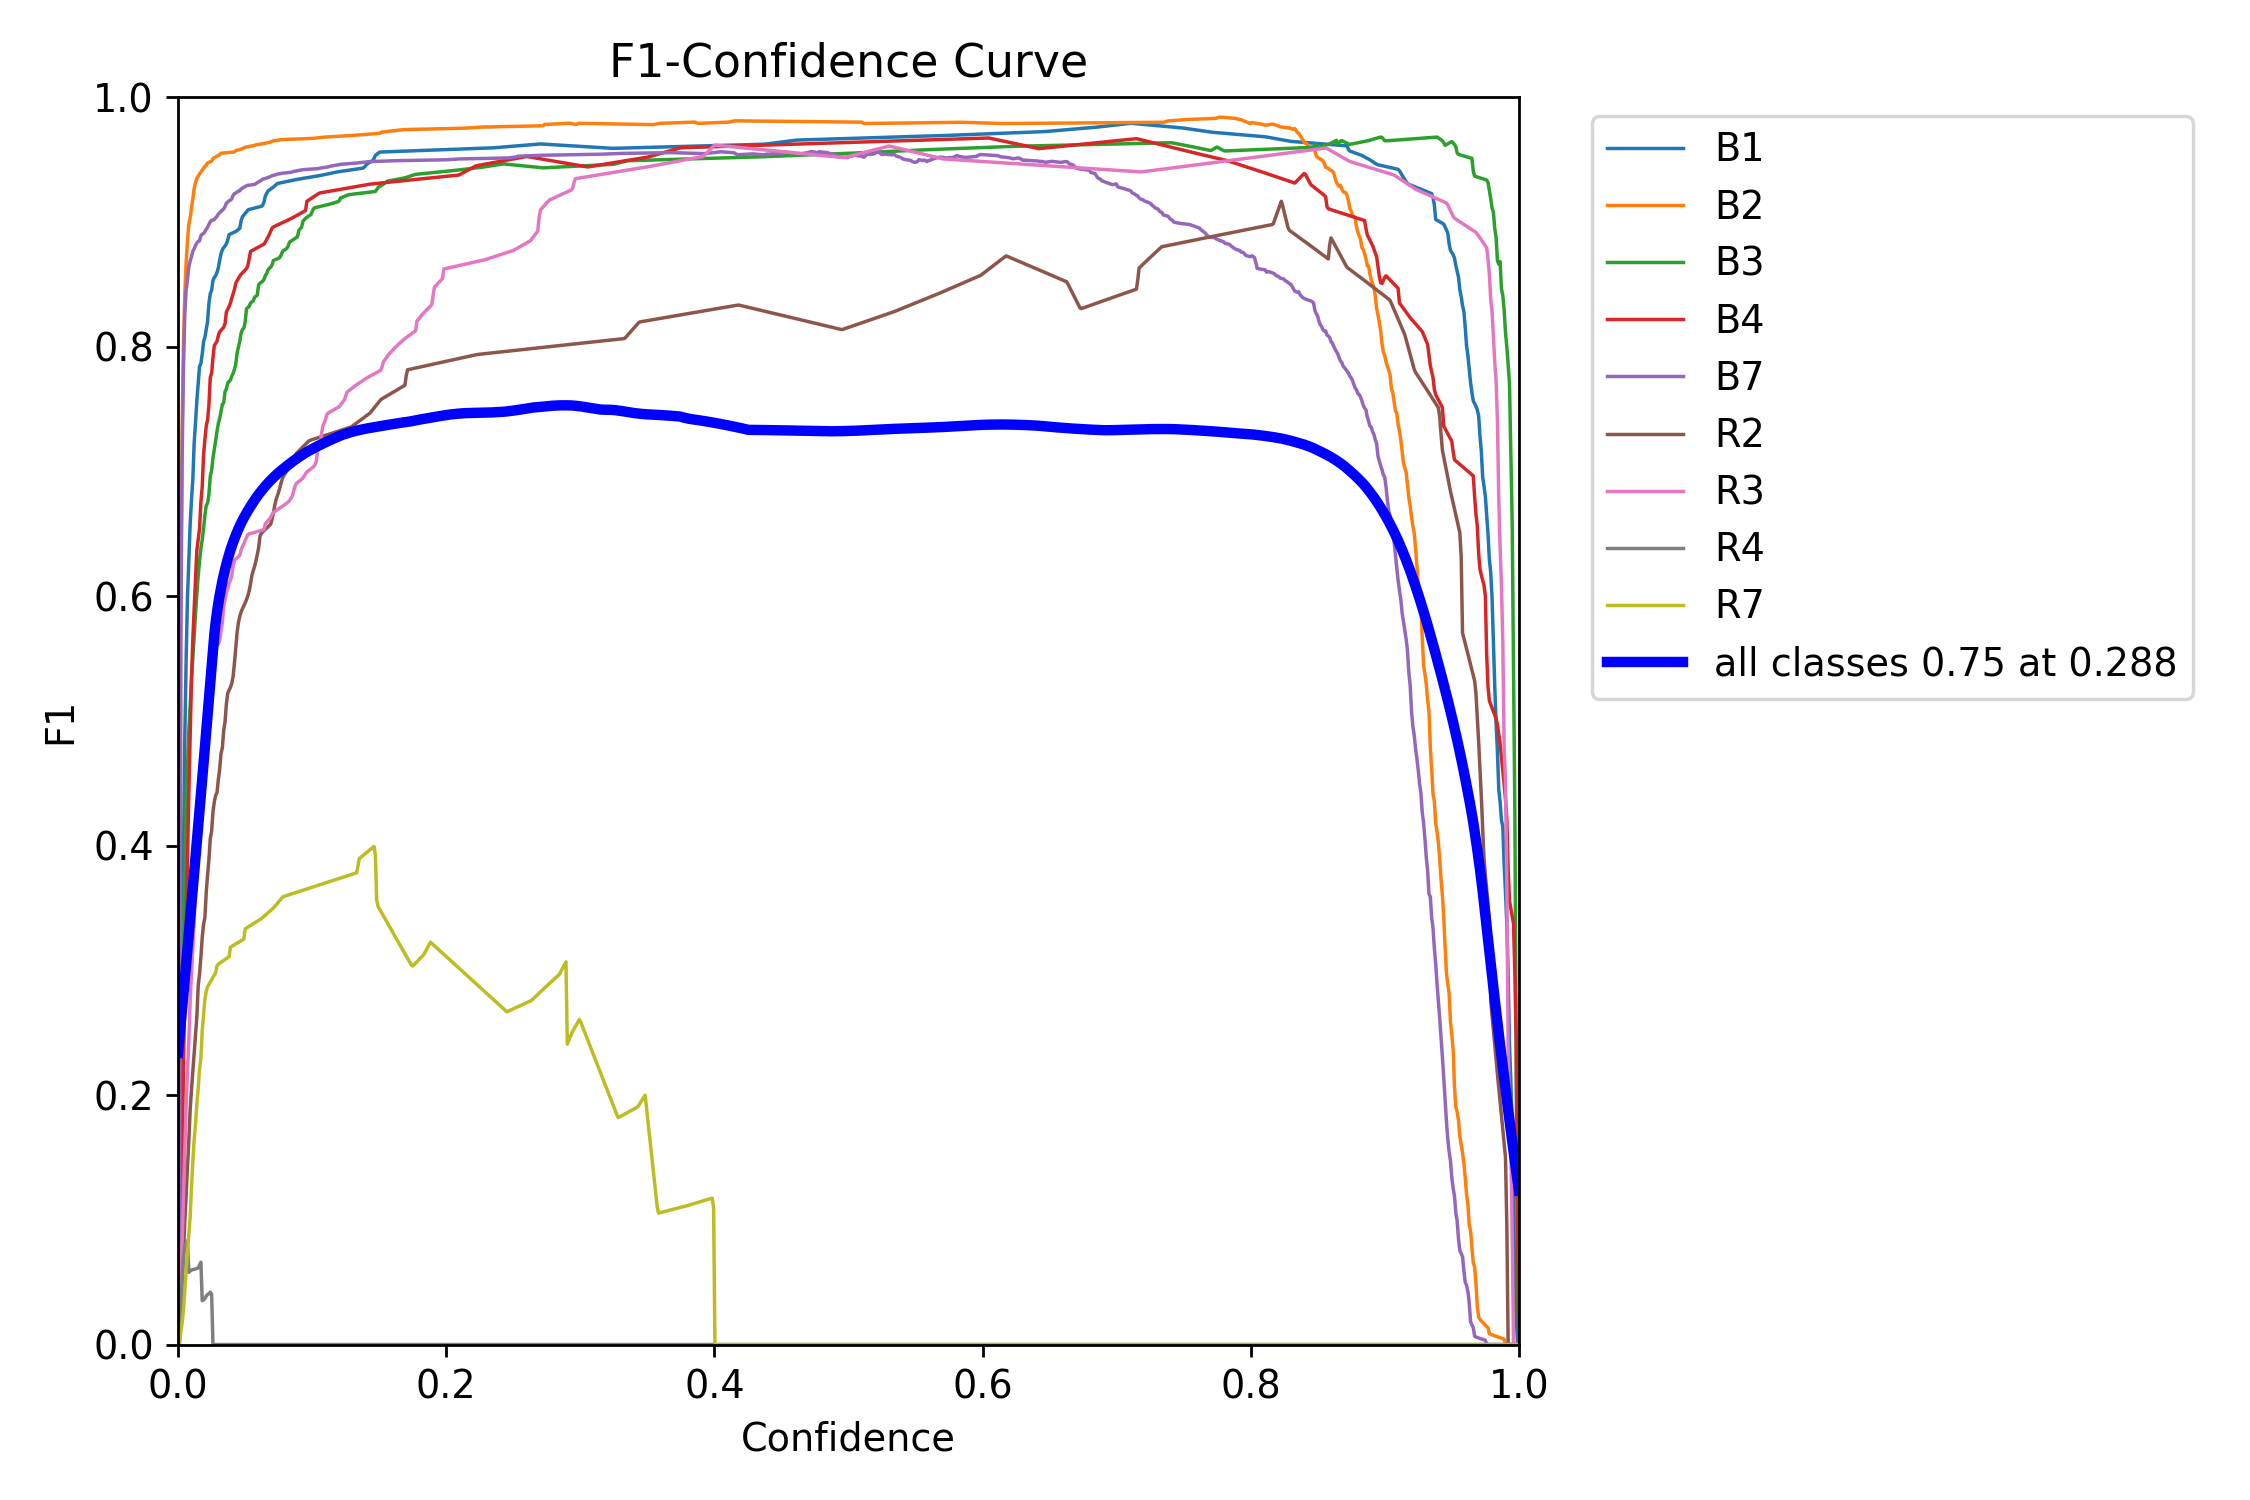 F1-Confidence Curve
1.0
0.8
0.6
0.4
0.2
0.0
F1
0.0 0.2 0.4 0.6 0.8 1.0
Confidence
B1
B2
B3
B4
B7
R2
R3
R4
R7
all classes 0.75 at 0.288